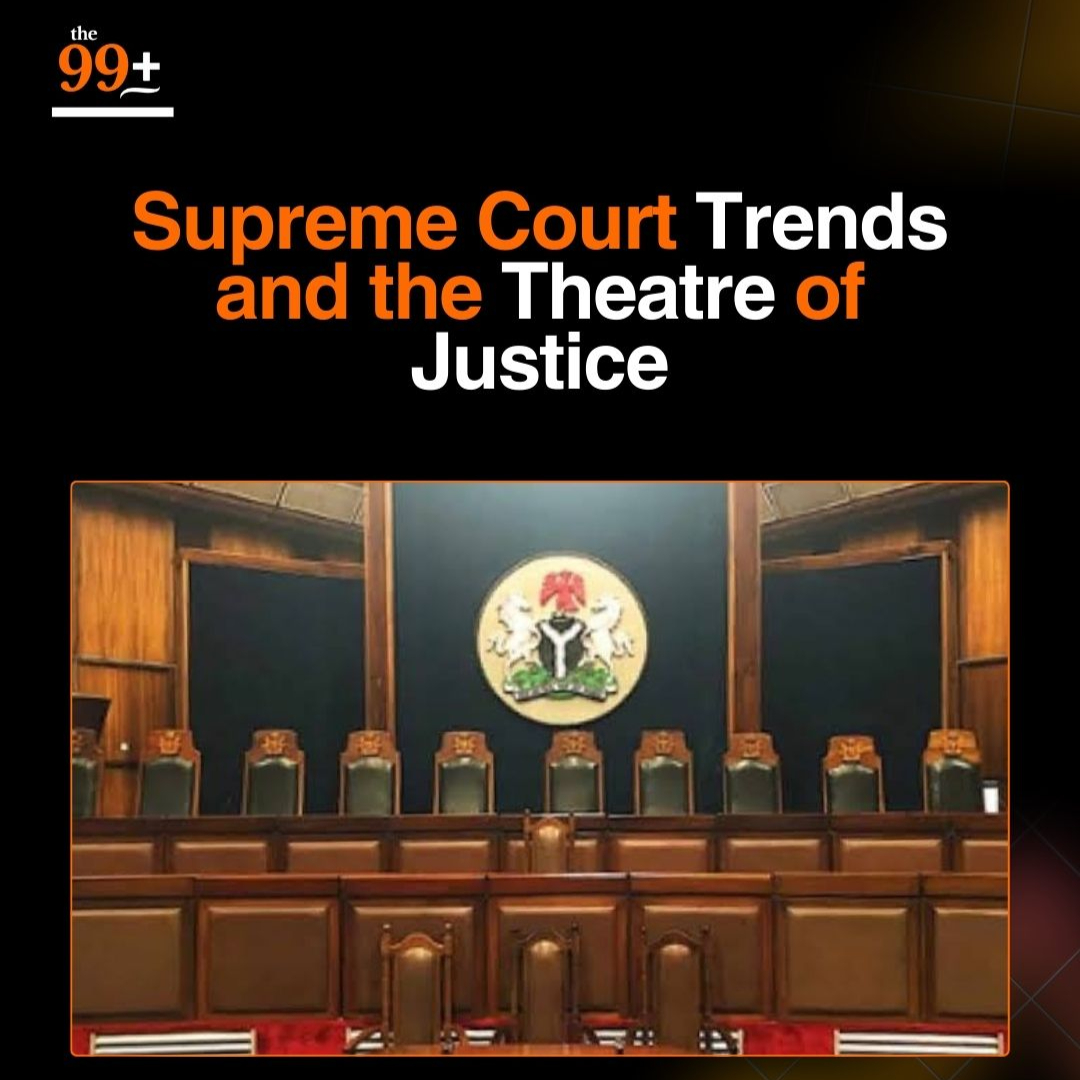 the
99+
Supreme Court Trends
and the Theatre of
Justice